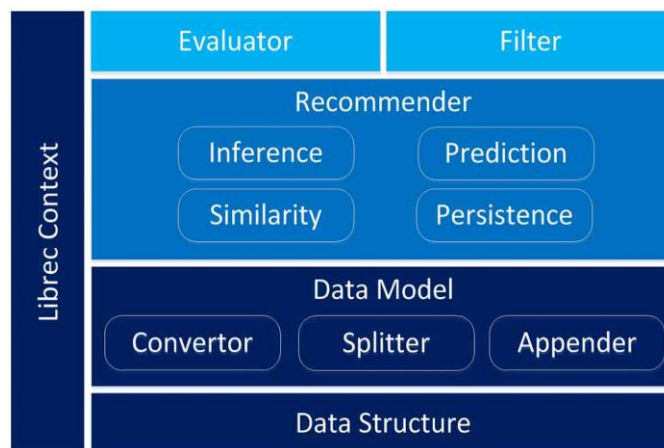 Librec Context
Evaluator
Filter
Recommender
Inference
Prediction
Similarity
Persistence
Data Model
Convertor
Splitter
Appender
Data Structure